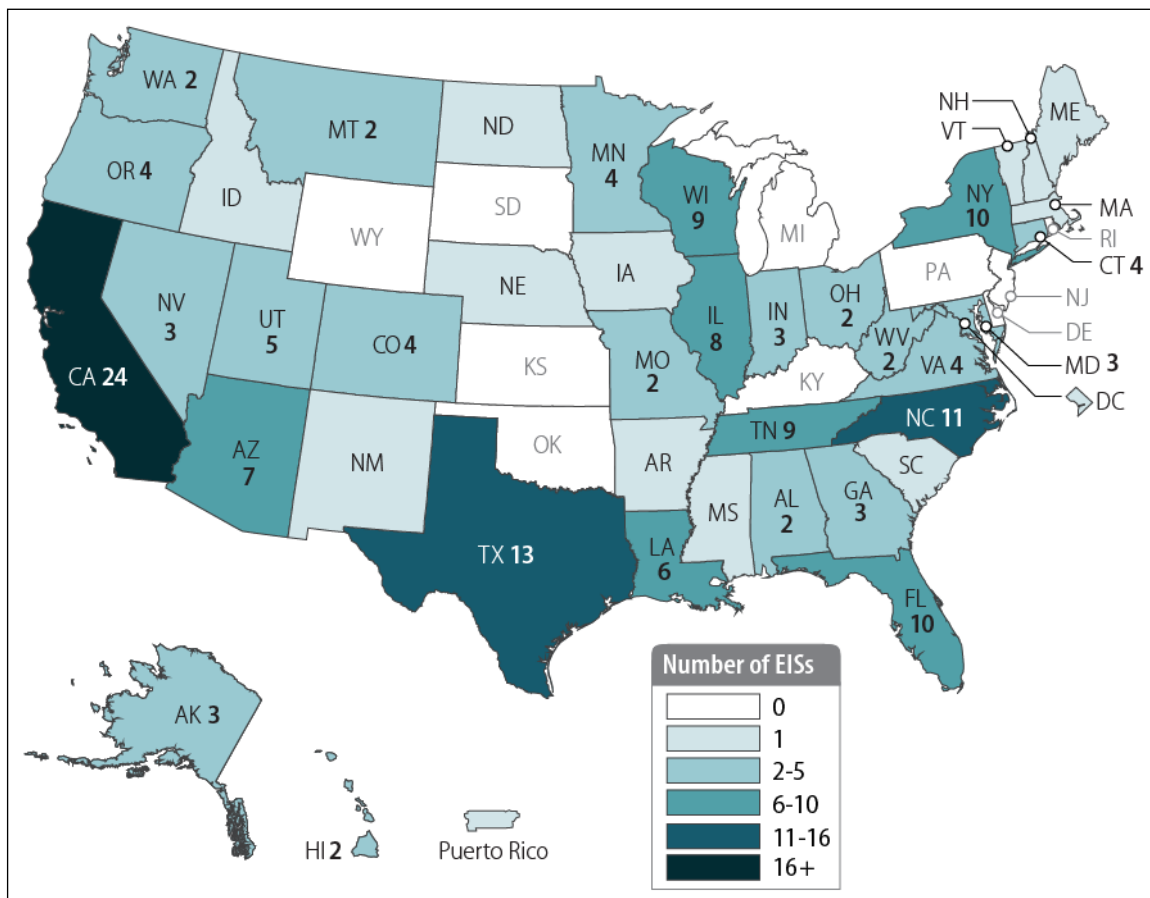 WA 2
MT 2
ND
MN
4
OR 4
ID
WY
SD
WI
9
MI
NH
VT
ME
NY
10
MA
RI
CT 4
PA
NJ
DE
MD 3
DC
NE
IA
NV
3
UT
5
CO 4
KS
MO
2
IL
8
IN
3
OH
2
WV
2
VA 4
KY
CA 24
AZ
7
NM
OK
AR
TN 9
NC 11
SC
MS
AL
2
GA
3
TX 13
LA
6
FL
10
AK 3
HI 2
Puerto Rico
Number of EISs
0
1
2-5
6-10
11-16
16+